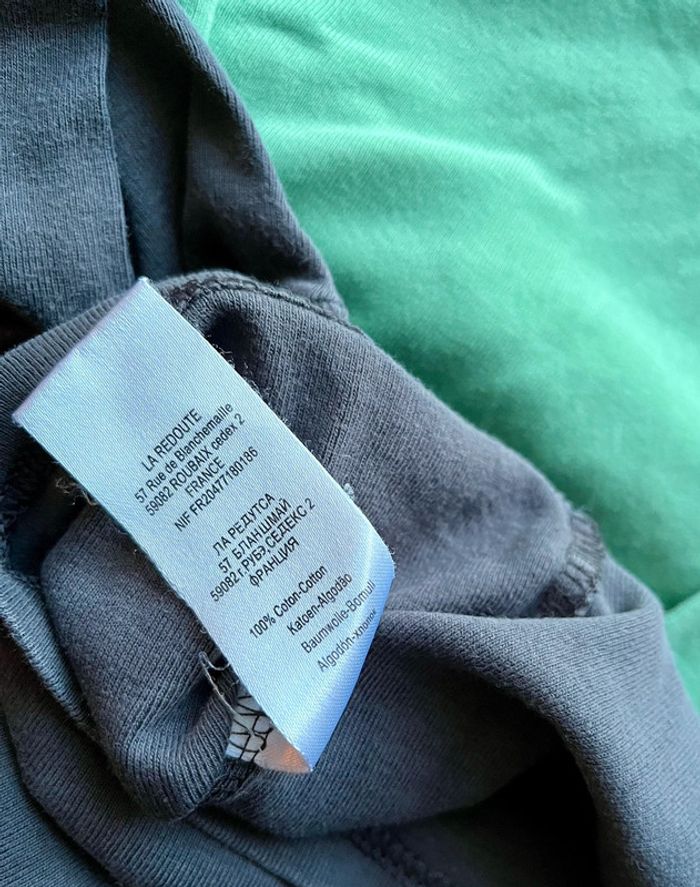 LA REDOUTE
57 Rue de Blanchemaille
59082 ROUBAIX cedex 2
FRANCE
NIF FR20477180186
ЛА РЕДУТСА
57 БЛАНШМАЙ
59082 г.РУБЭ,СЕДЕКС 2
ФРАНЦИЯ
100% Coton-Cotton
Katoen-Algodão
Baumwolle-Bomull
Algodón-Хлопок